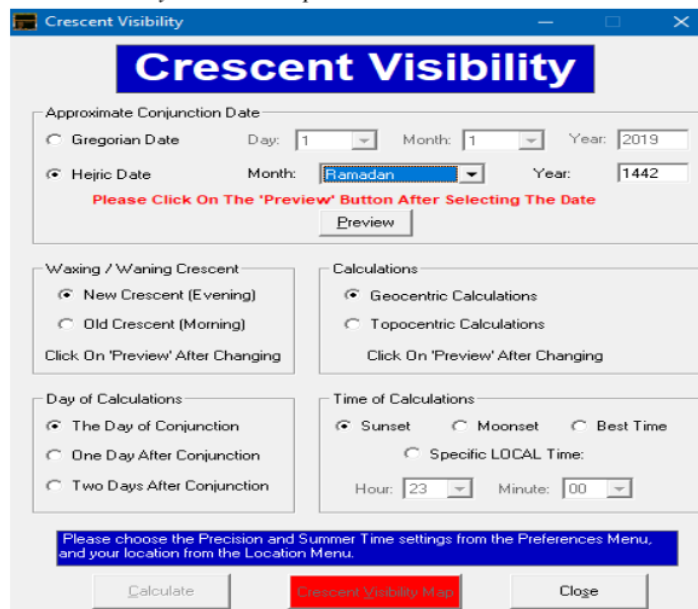 Crescent Visibility
Crescent Visibility
Approximate Conjunction Date
Gregorian Date Day: 1 Month: 1 Year: 2019
Hejric Date Month: Ramadan Year: 1442
Please Click On The 'Preview' Button After Selecting The Date
Preview
Waxing / Waning Crescent
New Crescent (Evening)
Old Crescent (Morning)
Click On 'Preview' After Changing
Calculations
Geocentric Calculations
Topocentric Calculations
Click On 'Preview' After Changing
Day of Calculations
The Day of Conjunction
One Day After Conjunction
Two Days After Conjunction
Time of Calculations
Sunset Moonset Best Time
Specific LOCAL Time:
Hour: 23 Minute: 00
Please choose the Precision and Summer Time settings from the Preferences Menu,
and your location from the Location Menu.
Calculate Crescent Visibility Map Close